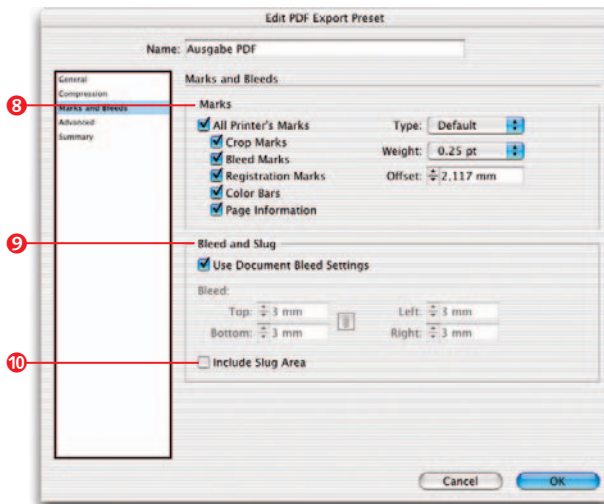 Edit PDF Export Preset
Name: Ausgabe PDF
General
Compression
Marks and Bleeds
Advanced
Summary
Marks and Bleeds
8
Marks
All Printer's Marks
Crop Marks
Bleed Marks
Registration Marks
Color Bars
Page Information
Type: Default
Weight: 0.25 pt
Offset: 2,117 mm
9
Bleed and Slug
Use Document Bleed Settings
Bleed:
Top: 3 mm Left: 3 mm
Bottom: 3 mm Right: 3 mm
10
Include Slug Area
Cancel OK